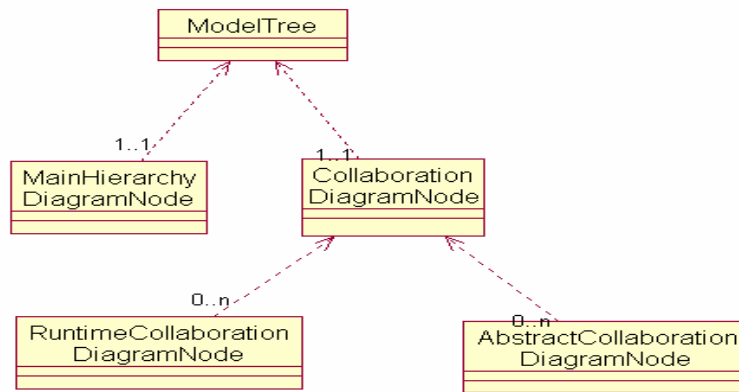 ModelTree
1..1
1..1
MainHierarchy
DiagramNode
Collaboration
DiagramNode
0..n
0..n
RuntimeCollaboration
DiagramNode
AbstractCollaboration
DiagramNode